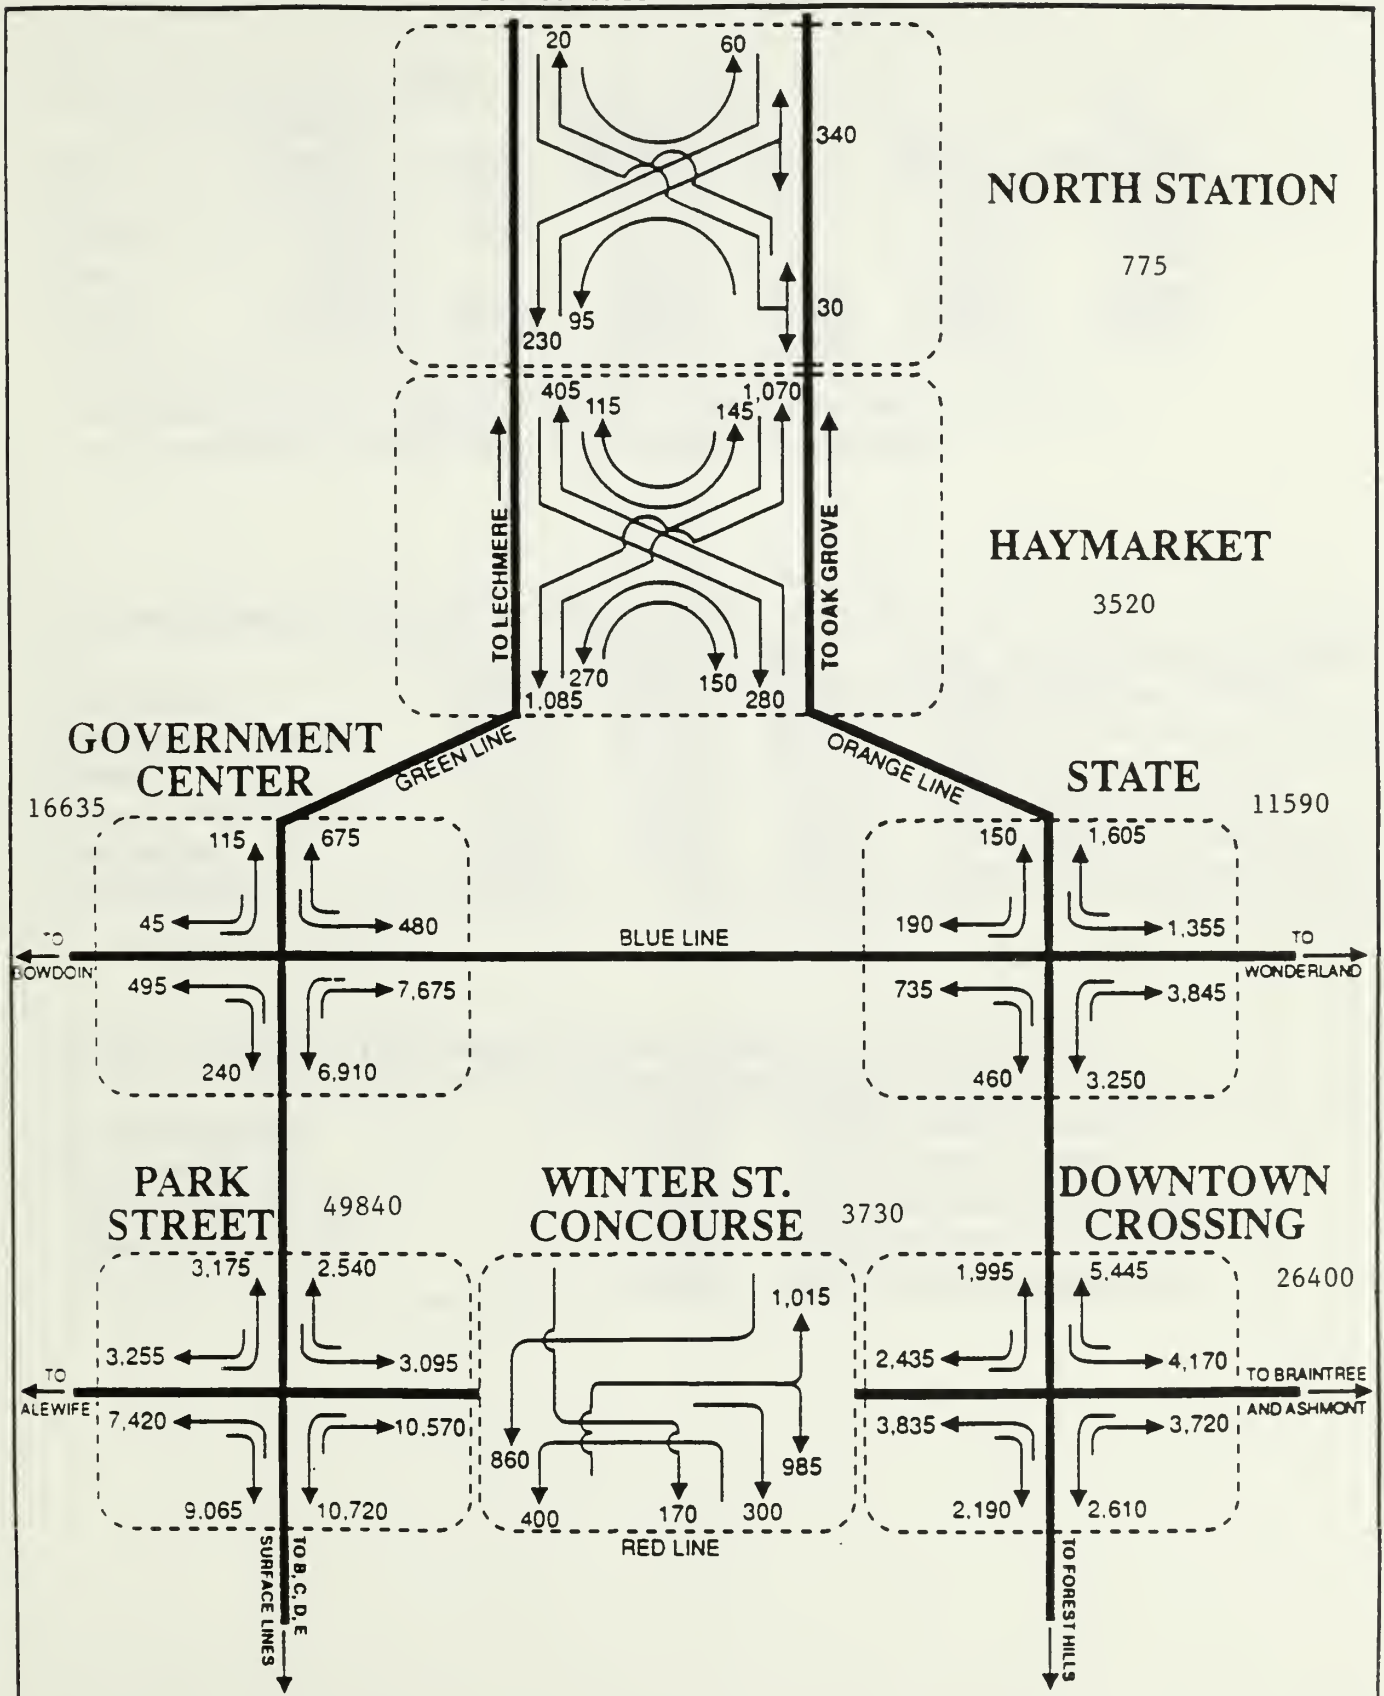 20
60
340
NORTH STATION
775
30
95
230
405
115
1,070
145
TO LECHMERE
TO OAK GROVE
HAYMARKET
3520
270
150
1,085
280
GREEN LINE
ORANGE LINE
GOVERNMENT
CENTER
16635
STATE
11590
115
675
45
480
150
1,605
190
1,355
BLUE LINE
TO
TO
WONDERLAND
495
7,675
240
6,910
735
3,845
460
3.250
PARK
STREET
49840
WINTER ST.
CONCOURSE
3730
DOWNTOWN
CROSSING
26400
3,175
2.540
3.255
3.095
1,015
1,995
5,445
2,435
4,170
TO
ALEWIFE
TO BRAINTREE
AND ASHMONT
7,420
10,570
9.065
10,720
860
985
400
170
300
3,835
3,720
2.190
2.610
RED LINE
SURFACE LINES
TO B, C, D, E
TO FOREST HILLS